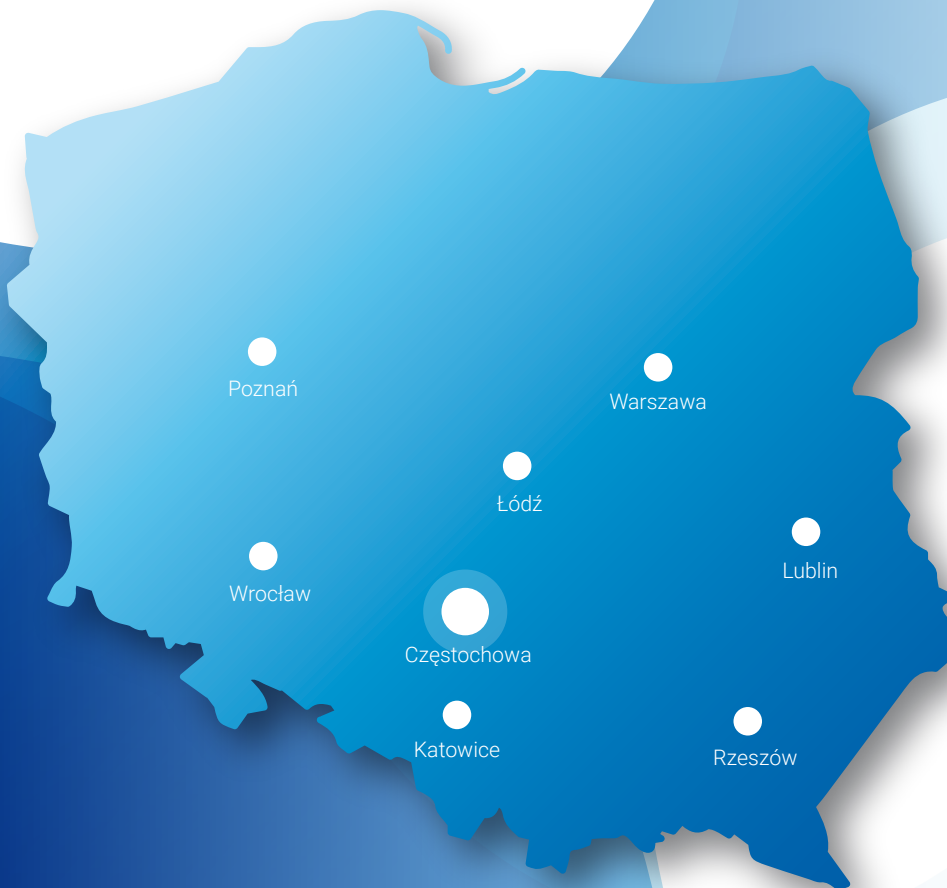 Poznań
Warszawa
Łódź
Lublin
Wrocław
Częstochowa
Katowice
Rzeszów